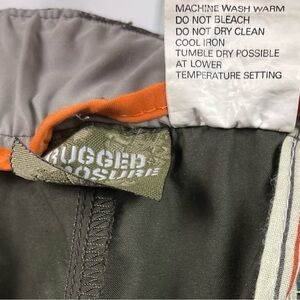 MACHINE WASH WARM
DO NOT BLEACH
DO NOT DRY CLEAN
COOL IRON
TUMBLE DRY POSSIBLE
AT LOWER
TEMPERATURE SETTING
RUGGED